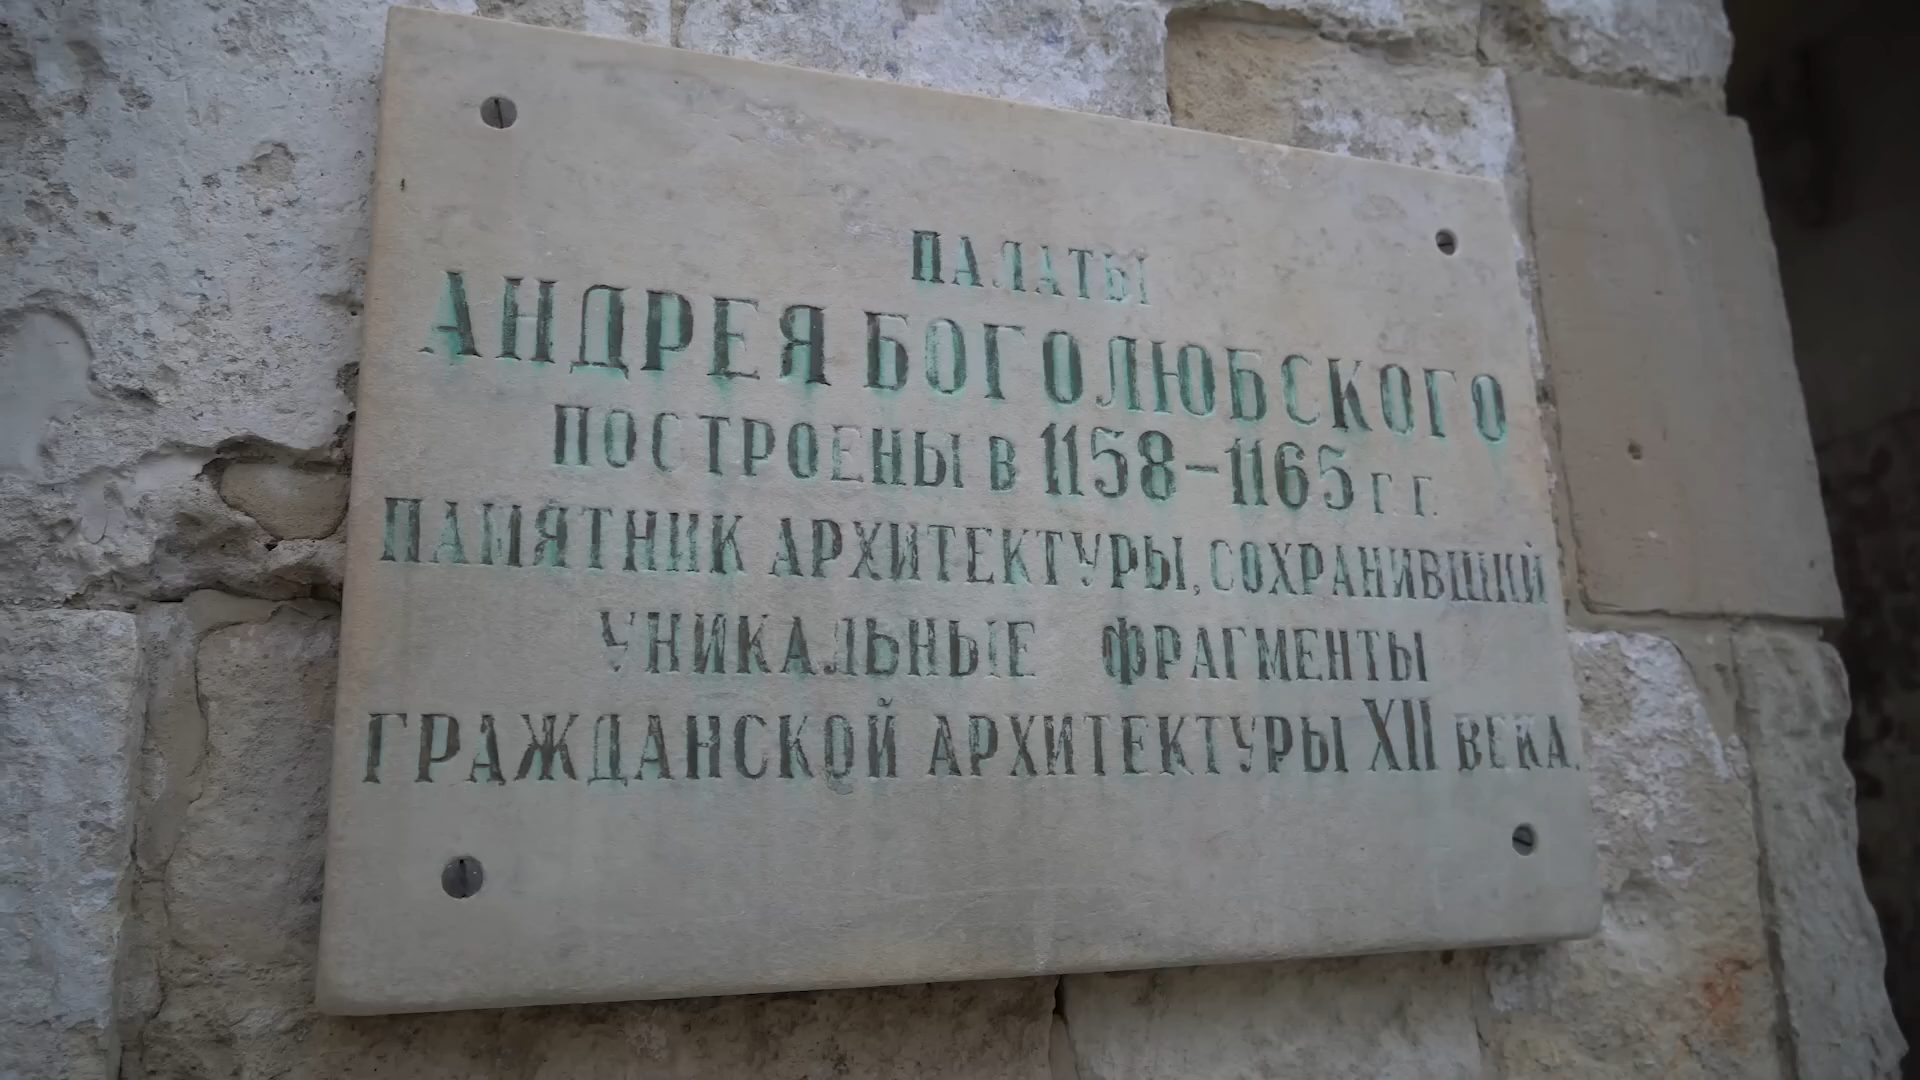 ПАЛАТЫ
АНДРЕЯ БОГОЛЮБСКОГО
ПОСТРОЕНЫ В 1158-1165 Г.Г.
ПАМЯТНИК АРХИТЕКТУРЫ, СОХРАНИВШИЙ
УНИКАЛЬНЫЕ ФРАГМЕНТЫ
ГРАЖДАНСКОЙ АРХИТЕКТУРЫ XII ВЕКА.